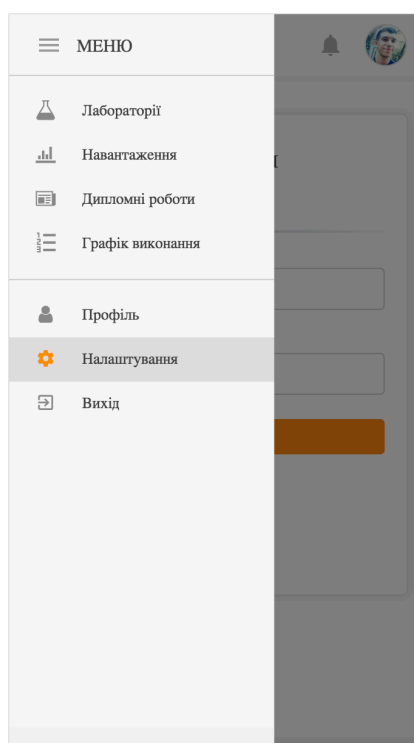 МЕНЮ
Лабораторії
Навантаження
Дипломні роботи
Графік виконання
Профіль
Налаштування
Вихід